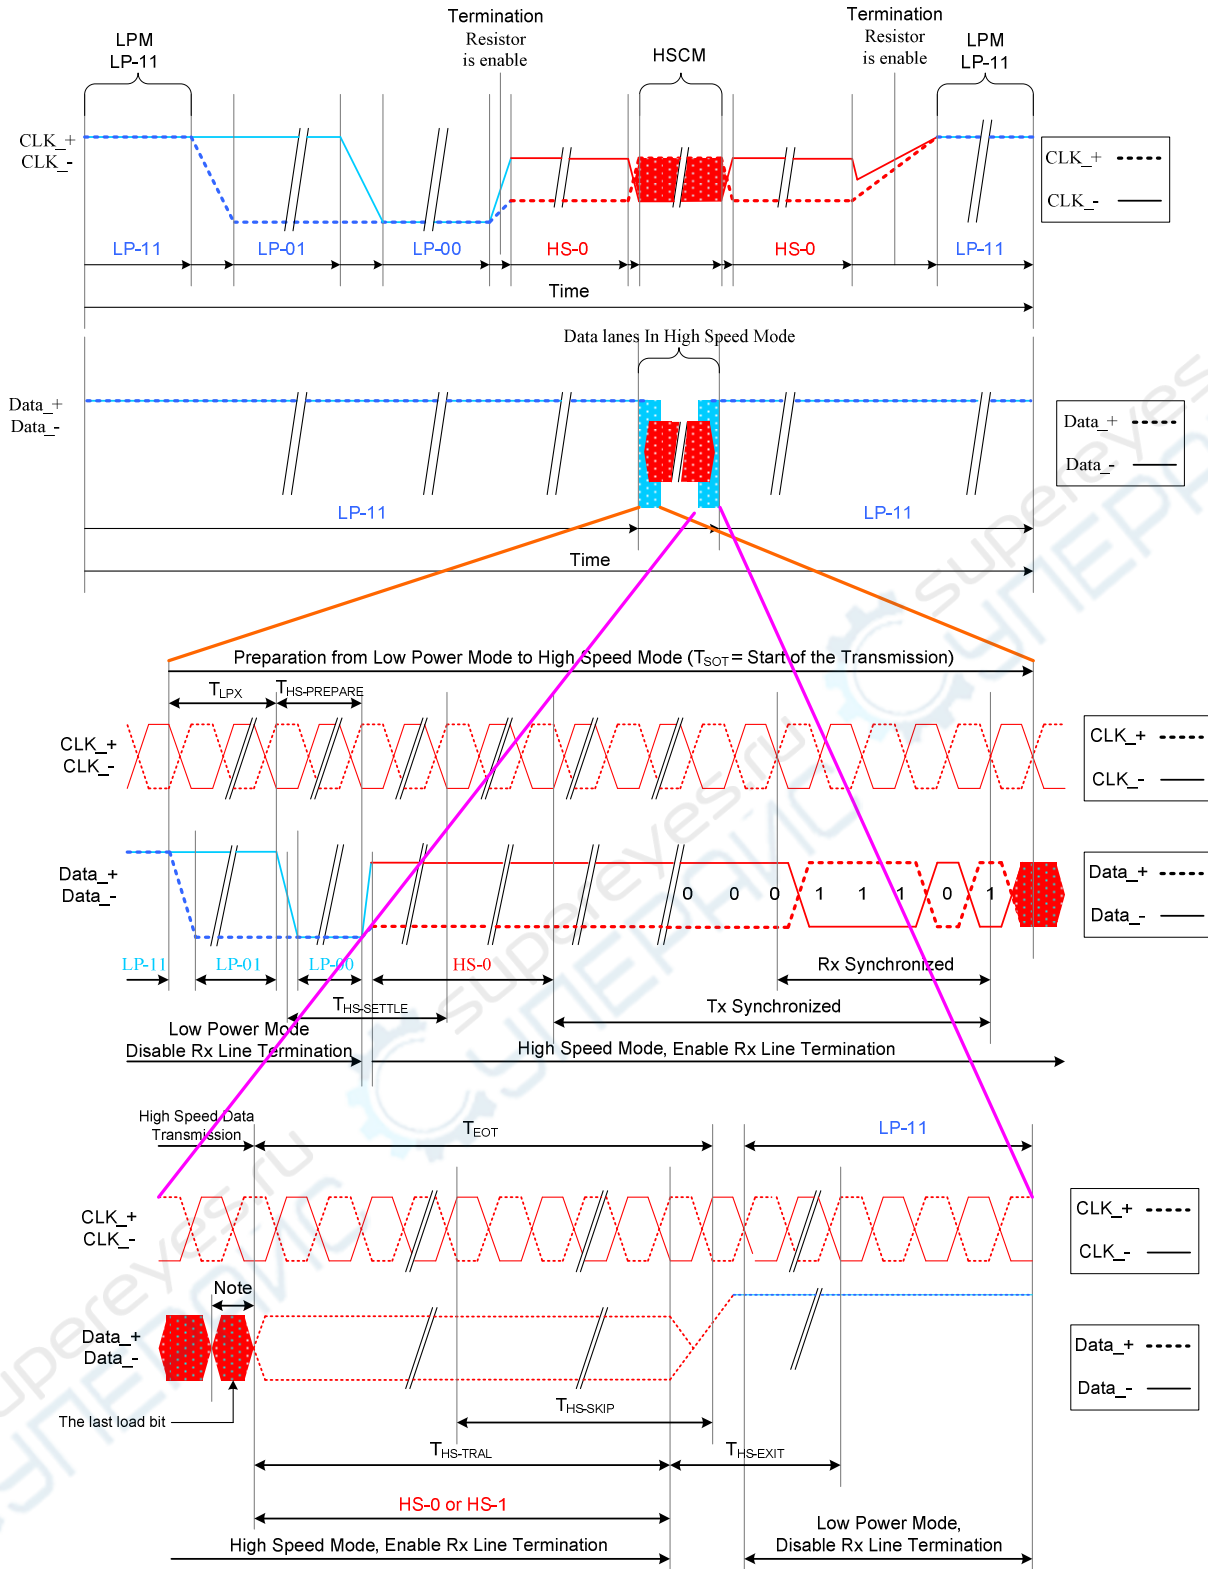 Termination
Resistor
is enable
Termination
Resistor
is enable
LPM
LP-11
HSCM
LPM
LP-11
CLK_+
CLK_-
CLK_+
CLK_-
LP-11
LP-01
LP-00
HS-0
HS-0
LP-11
Time
Data lanes In High Speed Mode
Data_+
Data_-
Data_+
Data_-
LP-11
LP-11
Time
Preparation from Low Power Mode to High Speed Mode (TSOT = Start of the Transmission)
TLPX
THS-PREPARE
CLK_+
CLK_-
CLK_+
CLK_-
Data_+
Data_-
0 0 0 1 1 1 0 1
Data_+
Data_-
LP-11
LP-01
LP-00
HS-0
Rx Synchronized
THS-SETTLE
Tx Synchronized
Low Power Mode
Disable Rx Line Termination
High Speed Mode, Enable Rx Line Termination
High Speed Data
Transmission
TEOT
LP-11
CLK_+
CLK_-
CLK_+
CLK_-
Note
Data_+
Data_-
Data_+
Data_-
The last load bit
THS-SKIP
THS-TRAL
THS-EXIT
HS-0 or HS-1
High Speed Mode, Enable Rx Line Termination
Low Power Mode,
Disable Rx Line Termination
supereyes
supereyes.ru
СУПЕРАЙС
supereyes.ru
СУПЕРАЙС